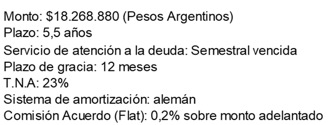 Monto: $18.268.880 (Pesos Argentinos)
Plazo: 5,5 años
Servicio de atención a la deuda: Semestral vencida
Plazo de gracia: 12 meses
T.N.A: 23%
Sistema de amortización: alemán
Comisión Acuerdo (Flat): 0,2% sobre monto adelantado